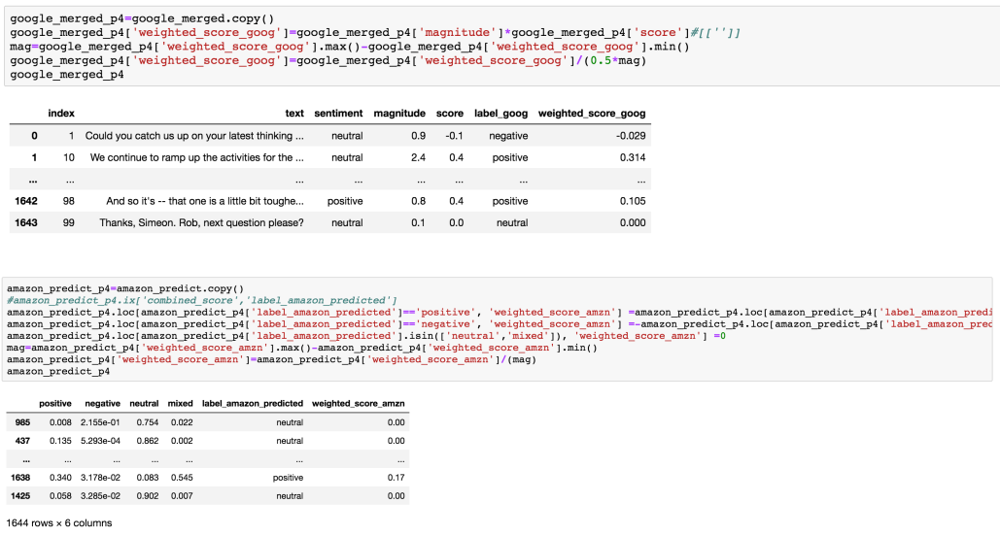 google_merged_p4=google_merged.copy()
google_merged_p4['weighted_score_goog']=google_merged_p4['magnitude']*google_merged_p4['score']#[['']]
mag=google_merged_p4['weighted_score_goog'].max()-google_merged_p4['weighted_score_goog'].min()
google_merged_p4['weighted_score_goog']=google_merged_p4['weighted_score_goog']/(0.5*mag)
google_merged_p4
index text sentiment magnitude score label_goog weighted_score_goog
0 1 Could you catch us up on your latest thinking ... neutral 0.9 -0.1 negative -0.029
1 10 We continue to ramp up the activities for the ... neutral 2.4 0.4 positive 0.314
... ... ... ... ... ... ... ...
1642 98 And so it's -- that one is a little bit toughe... positive 0.8 0.4 positive 0.105
1643 99 Thanks, Simeon. Rob, next question please? neutral 0.1 0.0 neutral 0.000
amazon_predict_p4=amazon_predict.copy()
#amazon_predict_p4.ix['combined_score','label_amazon_predicted']
amazon_predict_p4.loc[amazon_predict_p4['label_amazon_predicted']=='positive', 'weighted_score_amzn'] =amazon_predict_p4.loc[amazon_predict_p4['label_amazon_predi
amazon_predict_p4.loc[amazon_predict_p4['label_amazon_predicted']=='negative', 'weighted_score_amzn'] =-amazon_predict_p4.loc[amazon_predict_p4['label_amazon_pred
amazon_predict_p4.loc[amazon_predict_p4['label_amazon_predicted'].isin(['neutral','mixed']), 'weighted_score_amzn'] =0
mag=amazon_predict_p4['weighted_score_amzn'].max()-amazon_predict_p4['weighted_score_amzn'].min()
amazon_predict_p4['weighted_score_amzn']=amazon_predict_p4['weighted_score_amzn']/(mag)
amazon_predict_p4
positive negative neutral mixed label_amazon_predicted weighted_score_amzn
985 0.008 2.155e-01 0.754 0.022 neutral 0.00
437 0.135 5.293e-04 0.862 0.002 neutral 0.00
... ... ... ... ... ... ...
1638 0.340 3.178e-02 0.083 0.545 positive 0.17
1425 0.058 3.285e-02 0.902 0.007 neutral 0.00
1644 rows × 6 columns